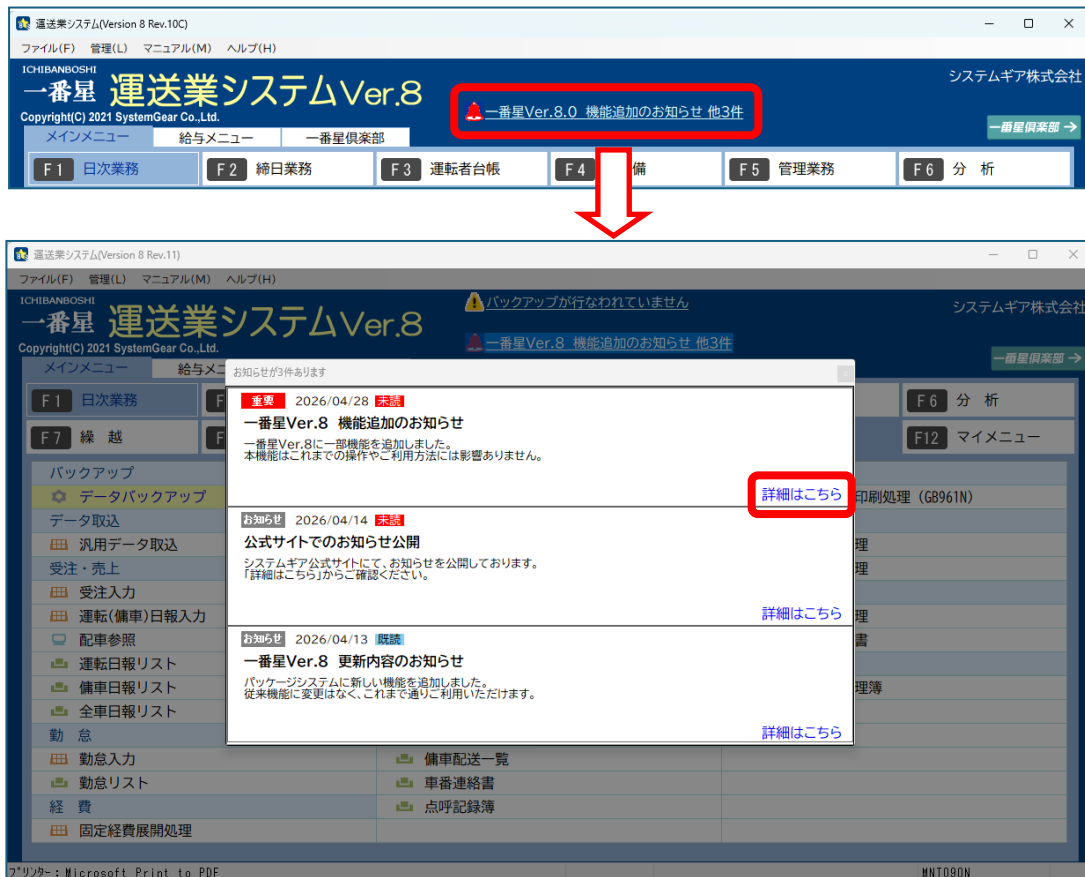 運送業システム(Version 8 Rev.10C)
ファイル(F) 管理(L) マニュアル(M) ヘルプ(H)
ICHIBANBOSHI
一番星 運送業システムVer.8
システムギア株式会社
一番星Ver.8.0 機能追加のお知らせ 他3件
Copyright(C) 2021 SystemGear Co.,Ltd.
一番星倶楽部 →
メインメニュー 給与メニュー 一番星倶楽部
F1 日次業務 F2 締日業務 F3 運転者台帳 F4 備 F5 管理業務 F6 分 析
運送業システム(Version 8 Rev.11)
ファイル(F) 管理(L) マニュアル(M) ヘルプ(H)
ICHIBANBOSHI
バックアップが行なわれていません
一番星 運送業システムVer.8
システムギア株式会社
一番星Ver.8 機能追加のお知らせ 他3件
Copyright(C) 2021 SystemGear Co.,Ltd.
一番星倶楽部 →
メインメニュー 給与メニ
お知らせが3件あります
x
F1 日次業務 F F6 分 析
F7 繰 越 F F12 マイメニュー
重要 2026/04/28 未読
一番星Ver.8 機能追加のお知らせ
一番星Ver.8に一部機能を追加しました。
本機能はこれまでの操作やご利用方法には影響ありません。
詳細はこちら
お知らせ 2026/04/14 未読
公式サイトでのお知らせ公開
システムギア公式サイトにて、お知らせを公開しております。
「詳細はこちら」からご確認ください。
詳細はこちら
お知らせ 2026/04/13 既読
一番星Ver.8 更新内容のお知らせ
パッケージシステムに新しい機能を追加しました。
従来機能に変更はなく、これまで通りご利用いただけます。
詳細はこちら
バックアップ
データバックアップ
印刷処理 (GB961N)
データ取込
汎用データ取込
理
受注・売上
理
受注入力
運転(傭車)日報入力
理
配車参照
書
運転日報リスト
傭車日報リスト
理簿
全車日報リスト
勤 怠
勤怠入力 傭車配送一覧
勤怠リスト 車番連絡書
経 費 点呼記録簿
固定経費展開処理
プリンター : Microsoft Print to PDF MNT090N